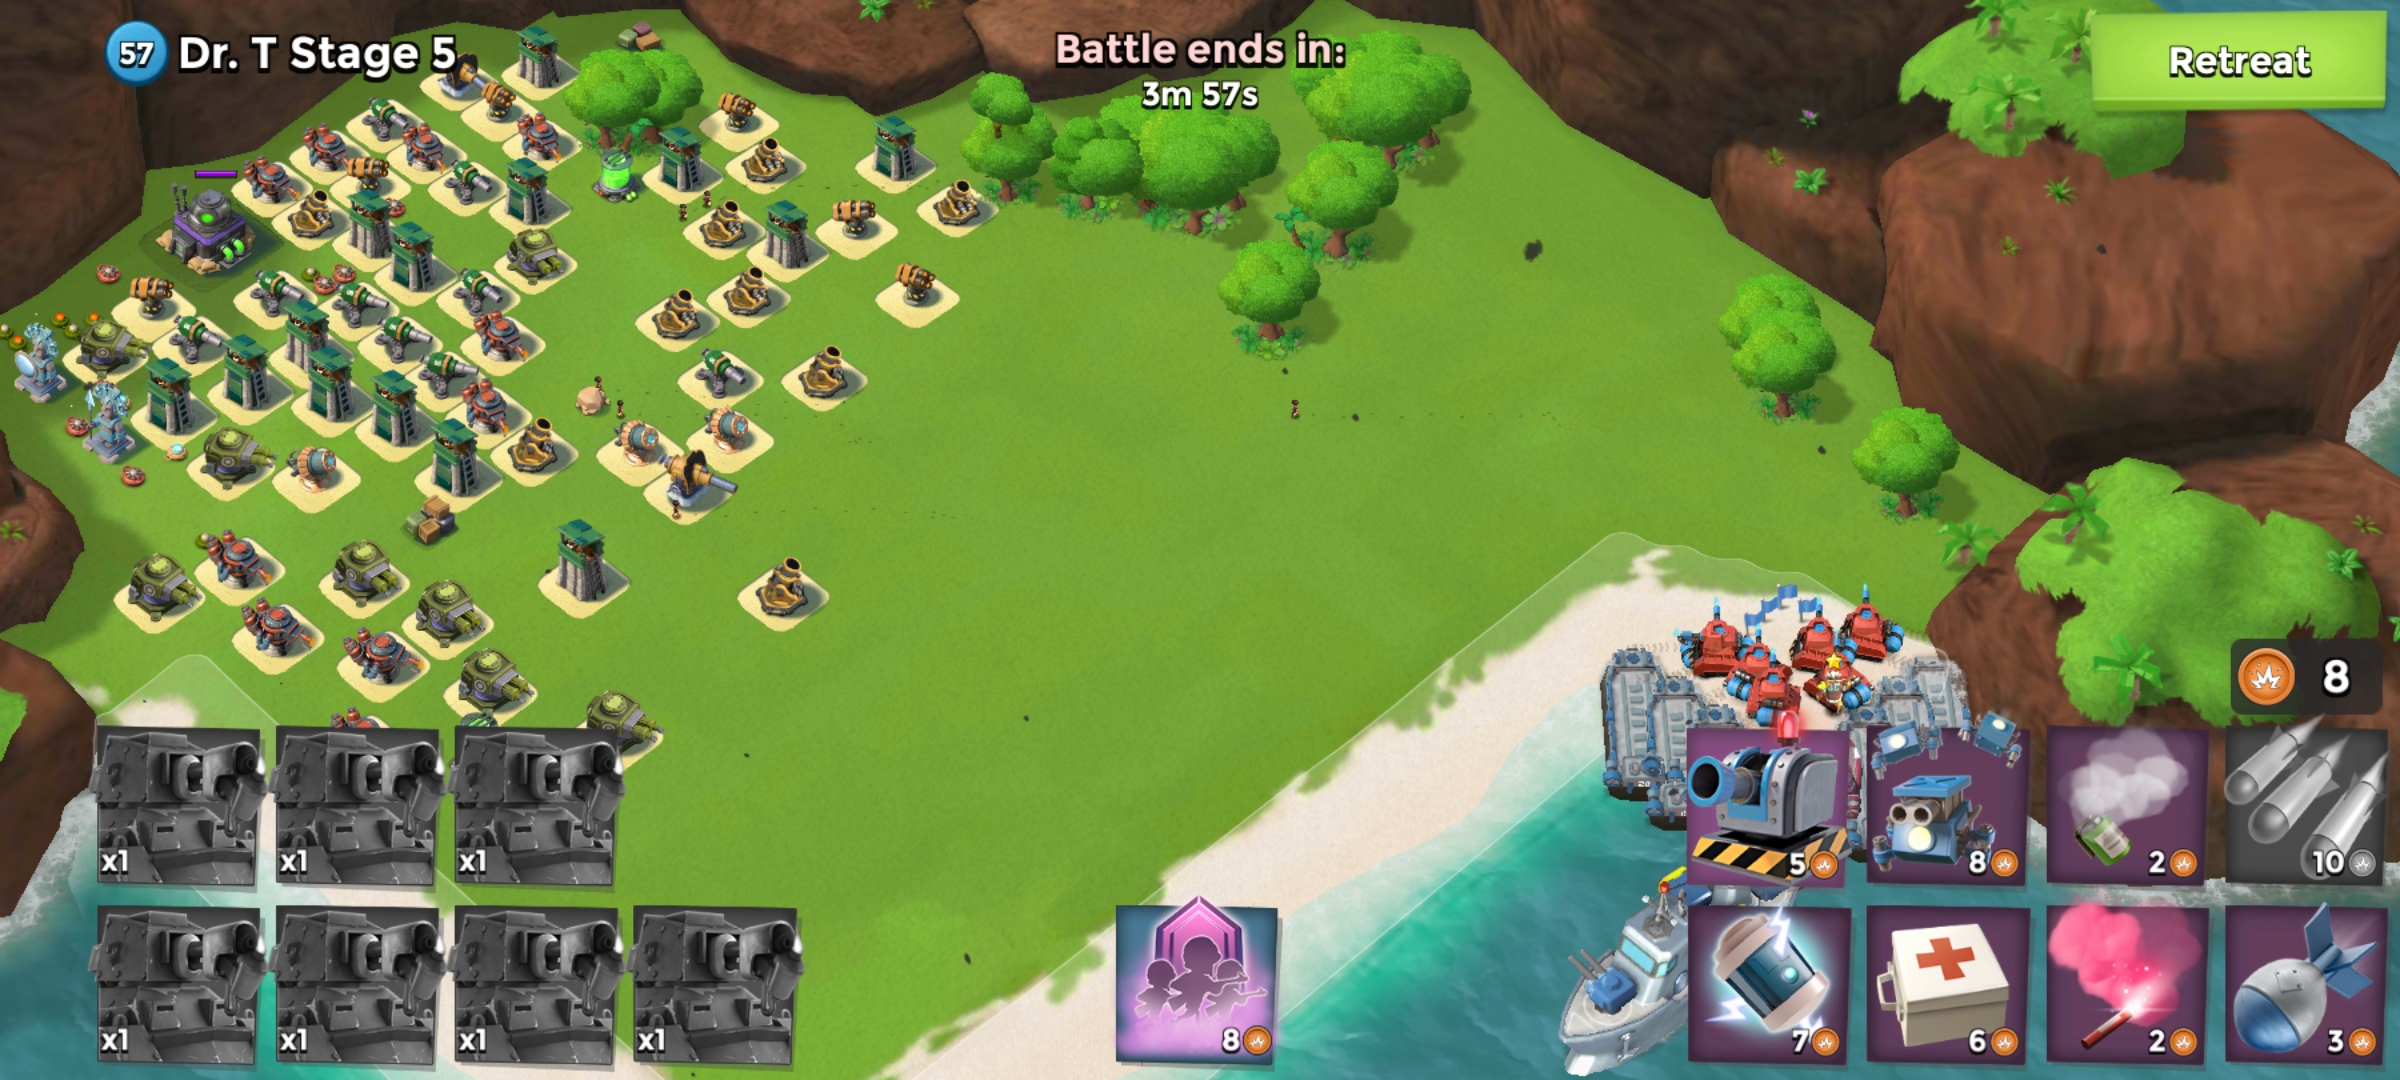 57 Dr. T Stage 5
Battle ends in:
3m 57s
Retreat
8
x1 x1 x1
5 8 2 10
x1 x1 x1 x1
8
7 6 2 3